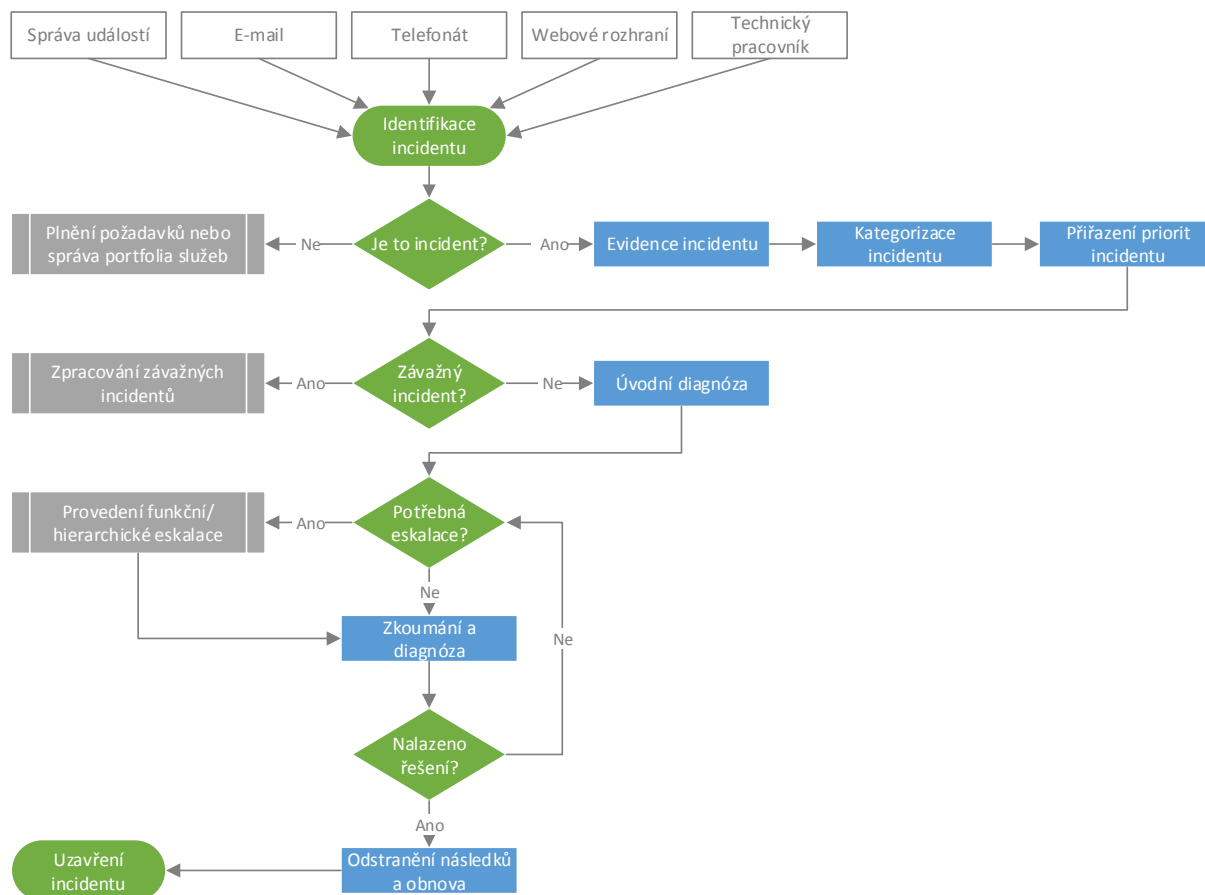 Správa událostí
E-mail
Telefonát
Webové rozhraní
Technický
pracovník
Identifikace
incidentu
Plnění požadavků nebo
správa portfolia služeb
Ne
Je to incident?
Ano
Evidence incidentu
Kategorizace
incidentu
Přiřazení priorit
incidentu
Zpracování závažných
incidentů
Ano
Závažný
incident?
Ne
Úvodní diagnóza
Provedení funkční/
hierarchické eskalace
Ano
Potřebná
eskalace?
Ne
Zkoumání a
diagnóza
Ne
Nalazeno
řešení?
Ano
Uzavření
incidentu
Odstranění následků
a obnova